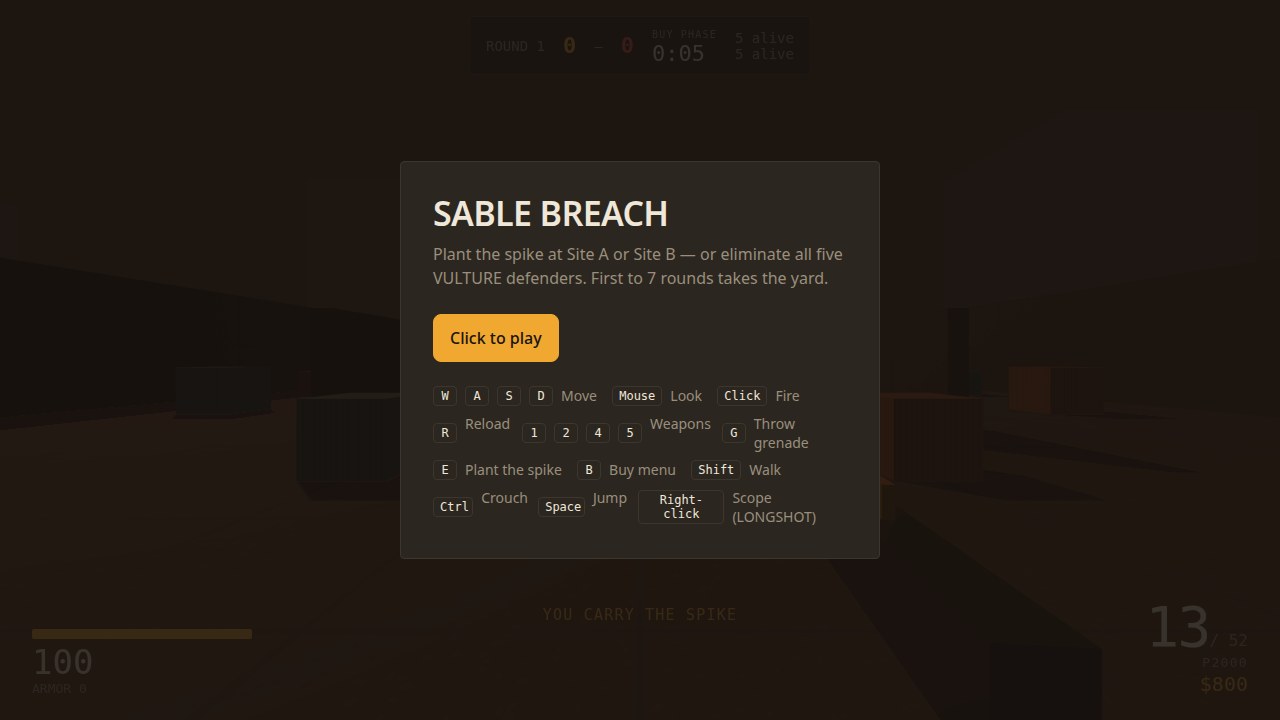 ROUND 1 0 – 0 BUY PHASE 0:05 5 alive 5 alive
SABLE BREACH
Plant the spike at Site A or Site B — or eliminate all five
VULTURE defenders. First to 7 rounds takes the yard.
Click to play
W A S D Move Mouse Look Click Fire
R Reload 1 2 4 5 Weapons G Throw grenade
E Plant the spike B Buy menu Shift Walk
Ctrl Crouch Space Jump Right-click Scope (LONGSHOT)
YOU CARRY THE SPIKE
100
ARMOR 0
13 / 52
P2000
$800